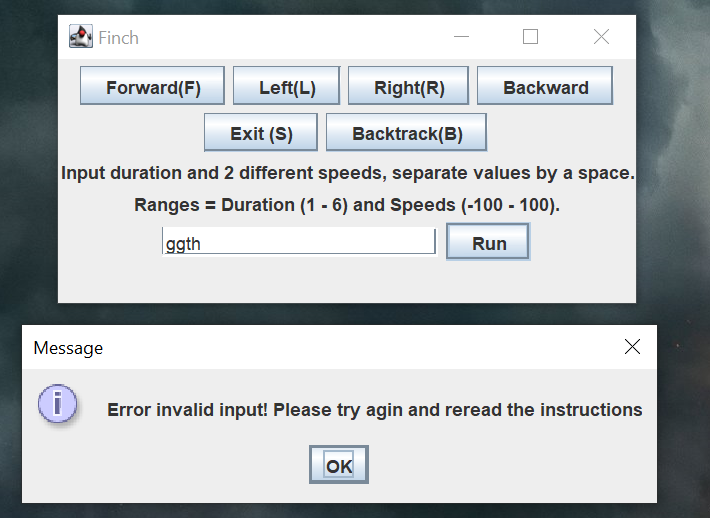 Finch
Forward(F) Left(L) Right(R) Backward
Exit (S) Backtrack(B)
Input duration and 2 different speeds, separate values by a space.
Ranges = Duration (1 - 6) and Speeds (-100 - 100).
ggth Run
Message
Error invalid input! Please try agin and reread the instructions
OK